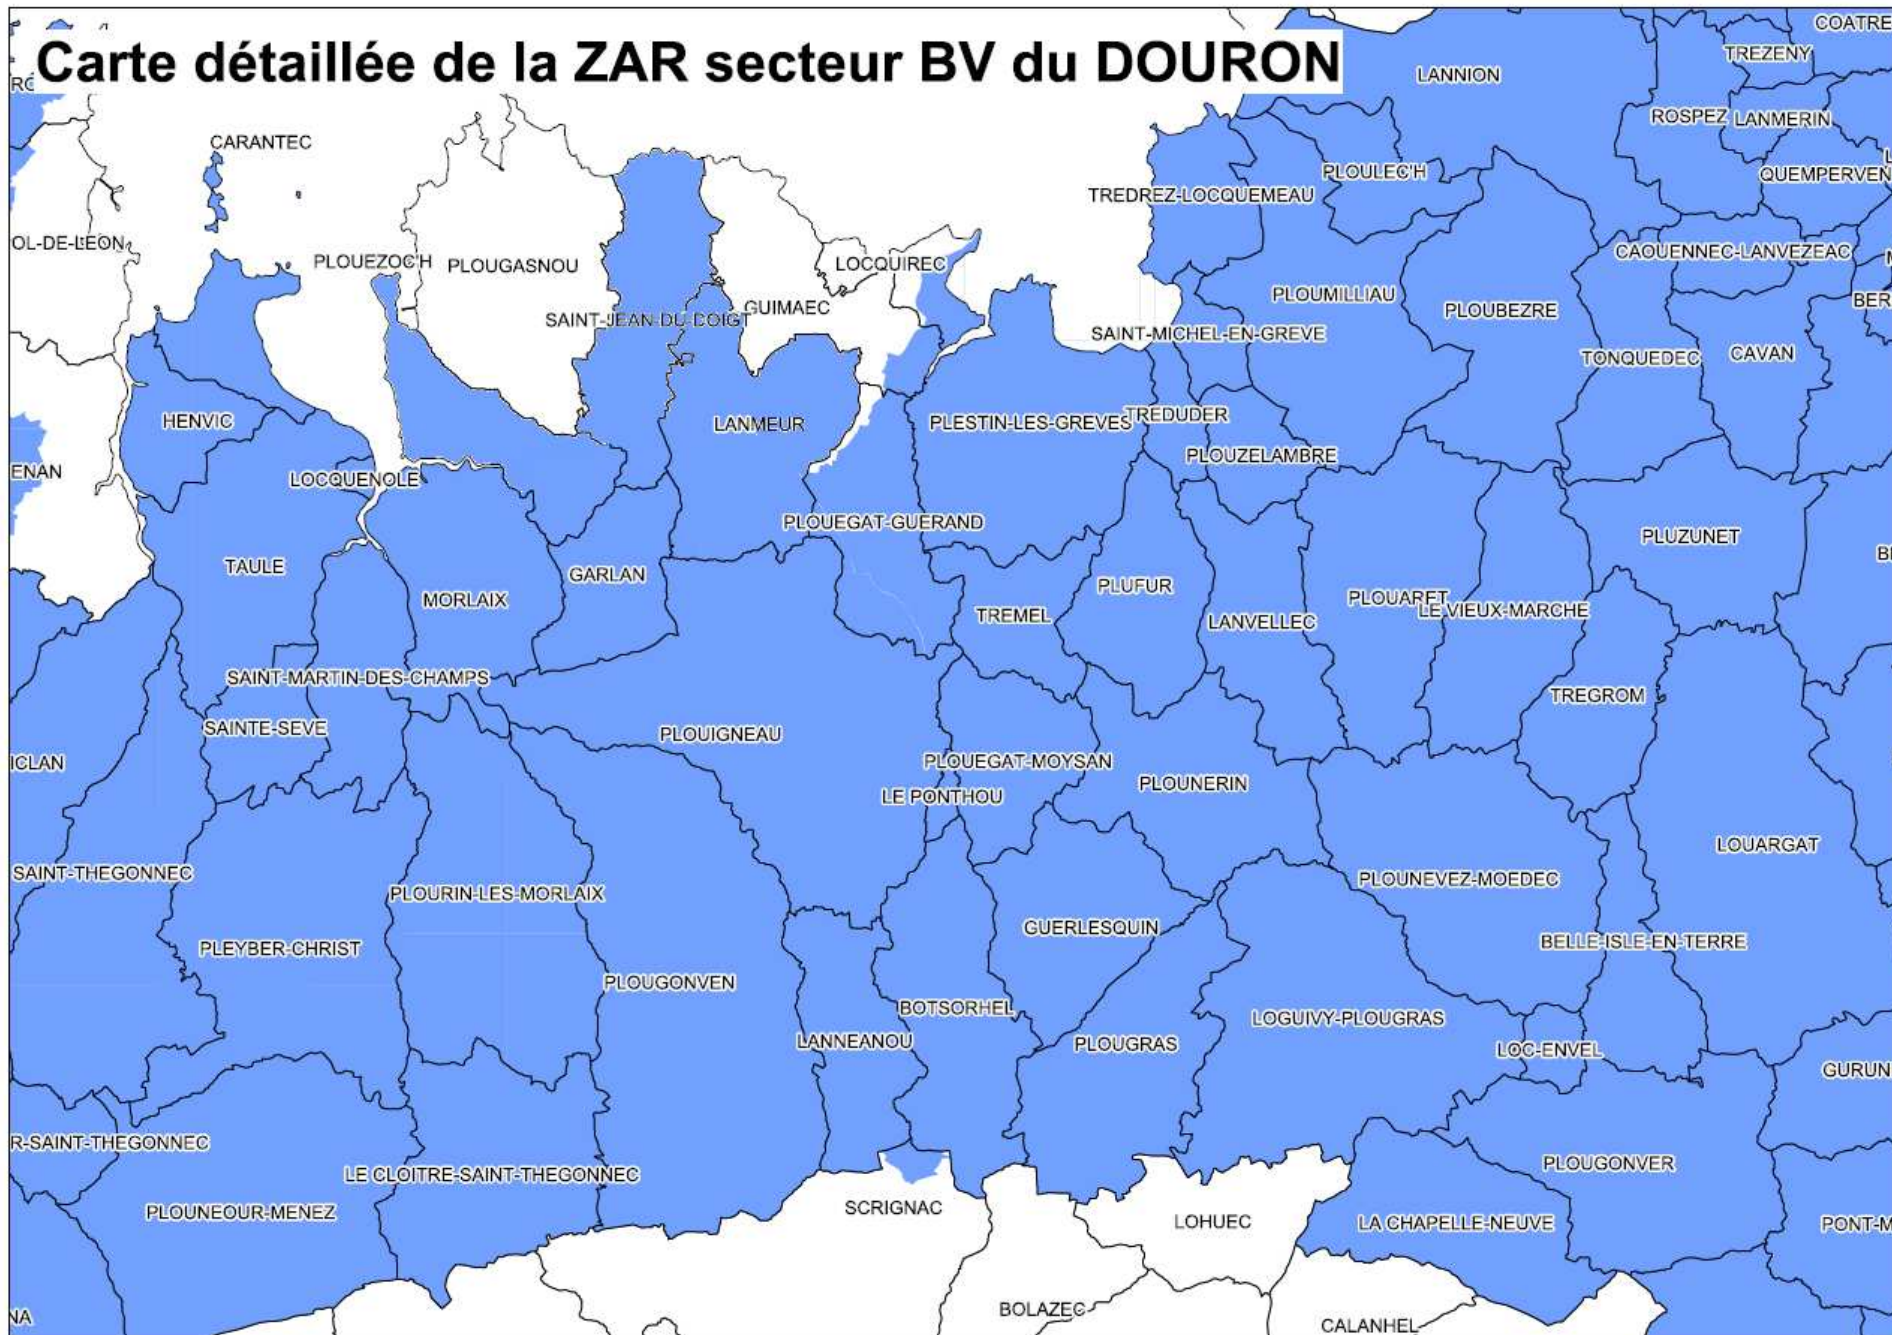 COATRE
Carte détaillée de la ZAR secteur BV du DOURON
TREZENY
LANNION
ROSPEZ
LANMERIN
CARANTEC
PLOULEC'H
QUEMPERVEN
TREDREZ-LOCQUEMEAU
OL-DE-LEON
PLOUEZOC'H
PLOUGASNOU
LOCQUIREC
CAOUENNEC-LANVEZEAC
PLOUMILLIAU
BER
GUIMAEC
PLOUBEZRE
SAINT-JEAN-DU-DOIGT
SAINT-MICHEL-EN-GREVE
TONQUEDEC
CAVAN
HENVIC
LANMEUR
PLESTIN-LES-GREVES
TREDUDER
PLOUZELAMBRE
ENAN
LOCQUENOLE
PLOUEGAT-GUERAND
PLUZUNET
TAULE
GARLAN
MORLAIX
PLUFUR
PLOUARET
LE VIEUX-MARCHE
TREMEL
LANVELLEC
SAINT-MARTIN-DES-CHAMPS
TREGROM
SAINTE-SEVE
PLOUIGNEAU
ICLAN
PLOUEGAT-MOYSAN
PLOUNERIN
LE PONTHOU
LOUARGAT
SAINT-THEGONNEC
PLOUNEVEZ-MOEDEC
PLOURIN-LES-MORLAIX
GUERLESQUIN
PLEYBER-CHRIST
BELLE-ISLE-EN-TERRE
PLOUGONVEN
BOTSORHEL
LOGUIVY-PLOUGRAS
LANNEANOU
PLOUGRAS
LOC-ENVEL
GURUN
R-SAINT-THEGONNEC
LE CLOITRE-SAINT-THEGONNEC
PLOUGONVER
SCRIGNAC
PLOUNEOUR-MENEZ
LOHUEC
LA CHAPELLE-NEUVE
PONT-M
BOLAZEC
NA
CALANHEL